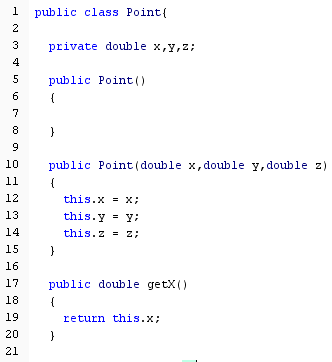 1 public class Point{
2
3 private double x,y,z;
4
5 public Point()
6 {
7
8 }
9
10 public Point(double x,double y,double z)
11 {
12 this.x = x;
13 this.y = y;
14 this.z = z;
15 }
16
17 public double getX()
18 {
19 return this.x;
20 }
21